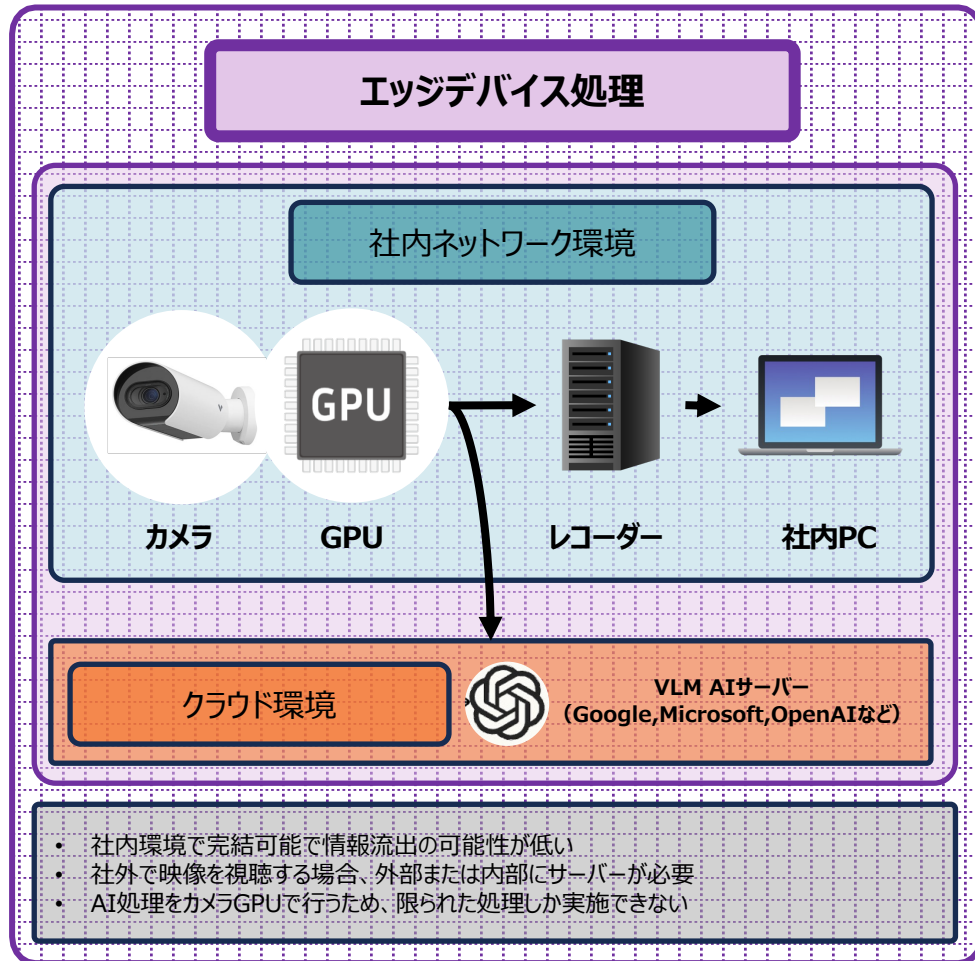 エッジデバイス処理
社内ネットワーク環境
GPU
カメラ
GPU
レコーダー
社内PC
クラウド環境
VLM AIサーバー
（Google,Microsoft,OpenAIなど）
• 社内環境で完結可能で情報流出の可能性が低い
• 社外で映像を視聴する場合、外部または内部にサーバーが必要
• AI処理をカメラGPUで行うため、限られた処理しか実施できない